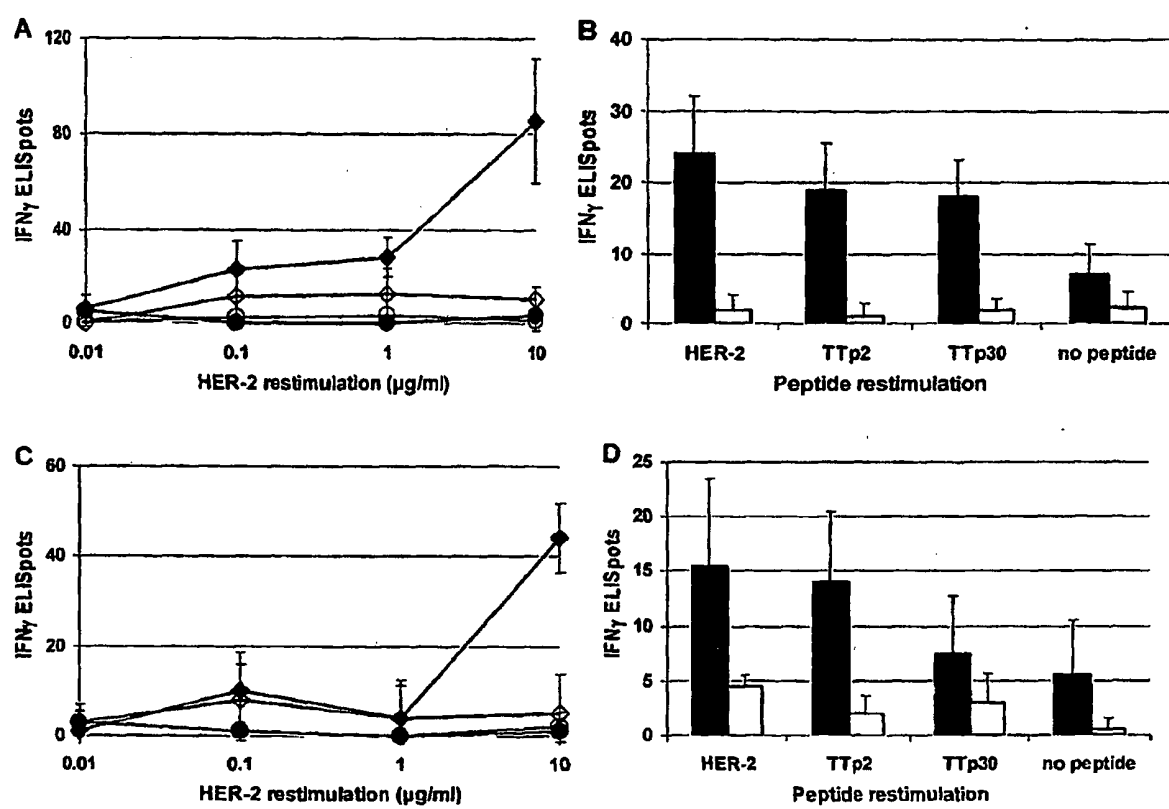 A
IFNγ ELISpots
120
80
40
0
0.01 0.1 1 10
HER-2 restimulation (µg/ml)
B
IFNγ ELISpots
40
30
20
10
0
HER-2 TTp2 TTp30 no peptide
Peptide restimulation
C
IFNγ ELISpots
60
40
20
0
0.01 0.1 1 10
HER-2 restimulation (µg/ml)
D
IFNγ ELISpots
25
20
15
10
5
0
HER-2 TTp2 TTp30 no peptide
Peptide restimulation